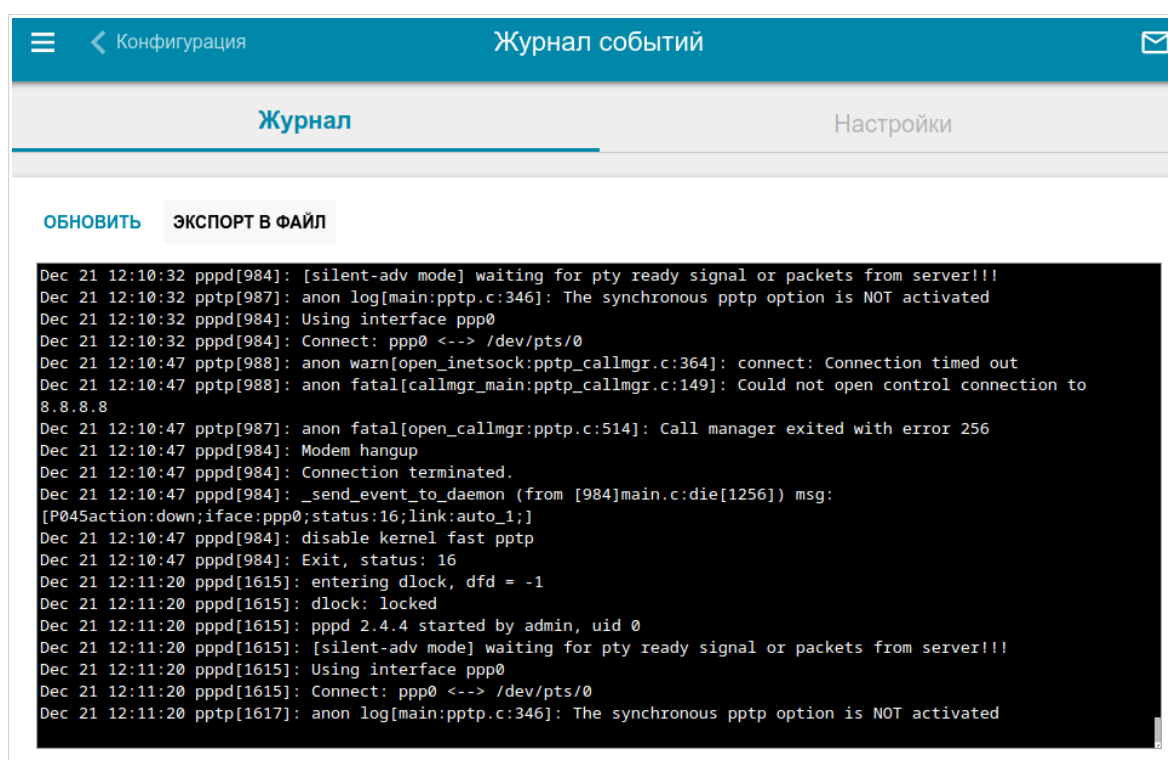 Конфигурация
Журнал событий
Журнал
Настройки
ОБНОВИТЬ
ЭКСПОРТ В ФАЙЛ
Dec 21 12:10:32 pppd[984]: [silent-adv mode] waiting for pty ready signal or packets from server!!!
Dec 21 12:10:32 pptp[987]: anon log[main:pptp.c:346]: The synchronous pptp option is NOT activated
Dec 21 12:10:32 pppd[984]: Using interface ppp0
Dec 21 12:10:32 pppd[984]: Connect: ppp0 <--> /dev/pts/0
Dec 21 12:10:47 pptp[988]: anon warn[open_inetsock:pptp_callmgr.c:364]: connect: Connection timed out
Dec 21 12:10:47 pptp[988]: anon fatal[callmgr_main:pptp_callmgr.c:149]: Could not open control connection to
8.8.8.8
Dec 21 12:10:47 pptp[987]: anon fatal[open_callmgr:pptp.c:514]: Call manager exited with error 256
Dec 21 12:10:47 pppd[984]: Modem hangup
Dec 21 12:10:47 pppd[984]: Connection terminated.
Dec 21 12:10:47 pppd[984]: _send_event_to_daemon (from [984]main.c:die[1256]) msg:
[P045action:down;iface:ppp0;status:16;link:auto_1;]
Dec 21 12:10:47 pppd[984]: disable kernel fast pptp
Dec 21 12:10:47 pppd[984]: Exit, status: 16
Dec 21 12:11:20 pppd[1615]: entering dlock, dfd = -1
Dec 21 12:11:20 pppd[1615]: dlock: locked
Dec 21 12:11:20 pppd[1615]: pppd 2.4.4 started by admin, uid 0
Dec 21 12:11:20 pppd[1615]: [silent-adv mode] waiting for pty ready signal or packets from server!!!
Dec 21 12:11:20 pppd[1615]: Using interface ppp0
Dec 21 12:11:20 pppd[1615]: Connect: ppp0 <--> /dev/pts/0
Dec 21 12:11:20 pptp[1617]: anon log[main:pptp.c:346]: The synchronous pptp option is NOT activated